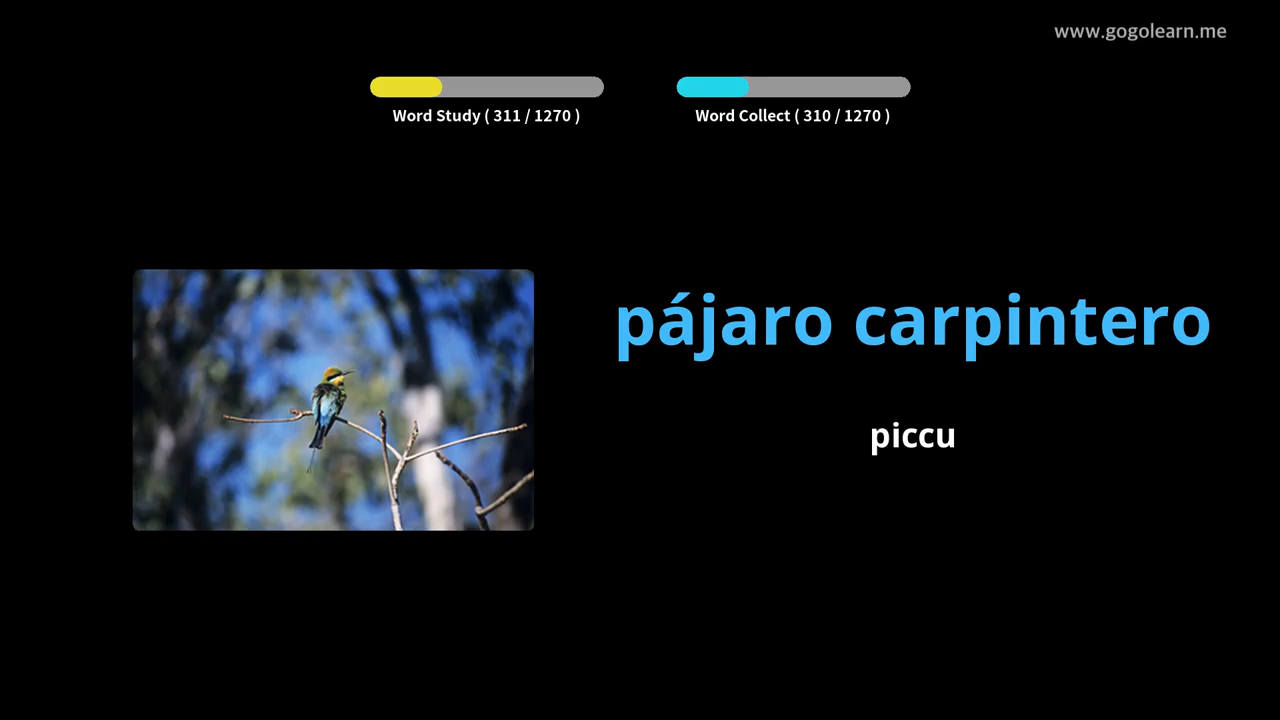 www.gogolearn.me
Word Study ( 311 / 1270 )
Word Collect ( 310 / 1270 )
pájaro carpintero
piccu